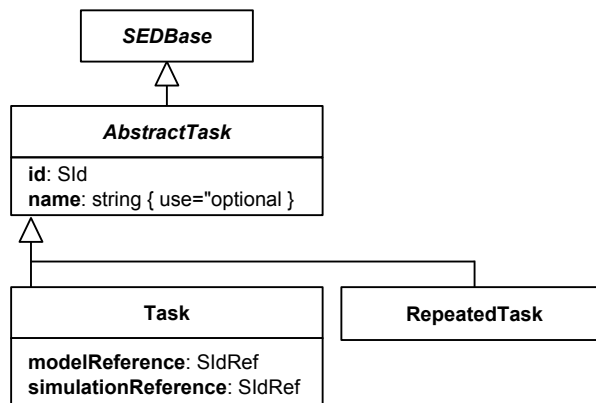 SEDBase
AbstractTask
id: SId
name: string { use="optional }
Task
RepeatedTask
modelReference: SIdRef
simulationReference: SIdRef